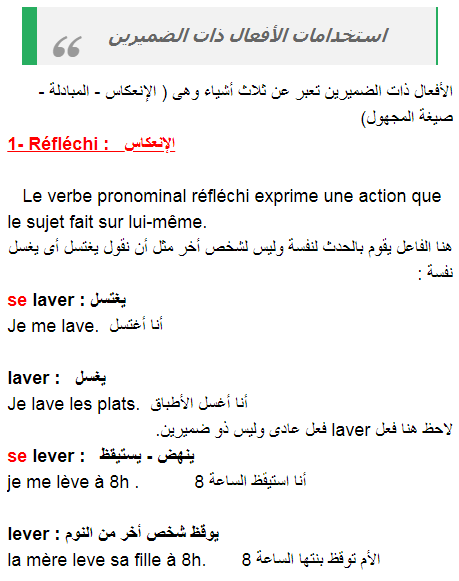 استخدامات الأفعال ذات الضميرين
الأفعال ذات الضميرين تعبر عن ثلاث أشياء وهى ( الإنعكاس - المبادلة -
صيغة المجهول)
1- Réfléchi : الإنعكاس
Le verbe pronominal réfléchi exprime une action que
le sujet fait sur lui-même.
هنا الفاعل يقوم بالحدث لنفسة وليس لشخص أخر مثل أن نقول يغتسل أى يغسل
نفسة :
se laver : يغتسل
Je me lave. أنا أغتسل
laver : يغسل
Je lave les plats. أنا أغسل الأطباق
لاحظ هنا فعل laver فعل عادى وليس ذو ضميرين.
se lever : ينهض - يستيقظ
je me lève à 8h . أنا استيقظ الساعة 8
lever : يوقظ شخص أخر من النوم
la mère leve sa fille à 8h. الأم توقظ بنتها الساعة 8